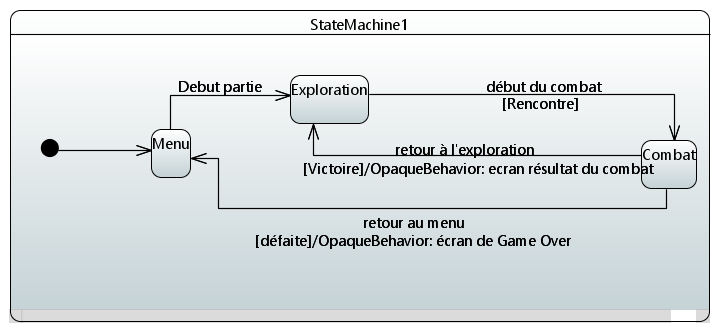 StateMachine1
Debut partie
Exploration
début du combat
[Rencontre]
Menu
retour à l'exploration
[Victoire]/OpaqueBehavior: ecran résultat du combat
Combat
retour au menu
[défaite]/OpaqueBehavior: écran de Game Over